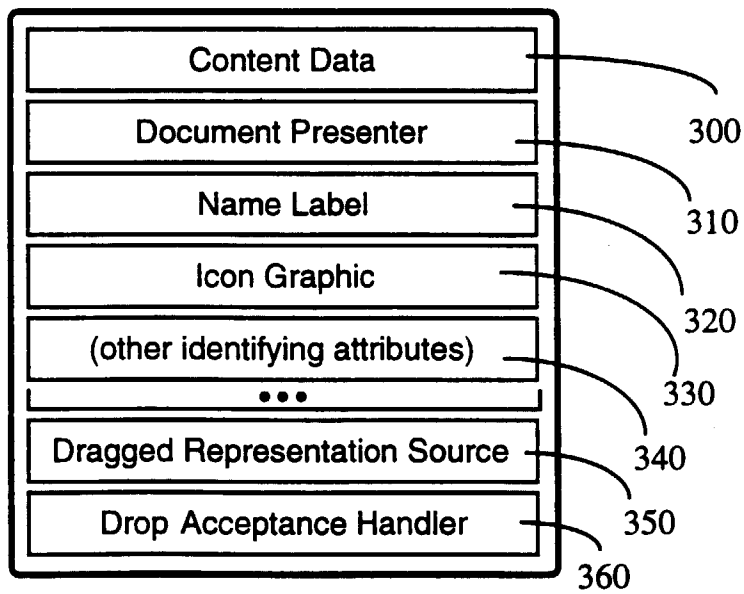 Content Data
300
Document Presenter
310
Name Label
320
Icon Graphic
330
(other identifying attributes)
340
•••
Dragged Representation Source
350
Drop Acceptance Handler
360